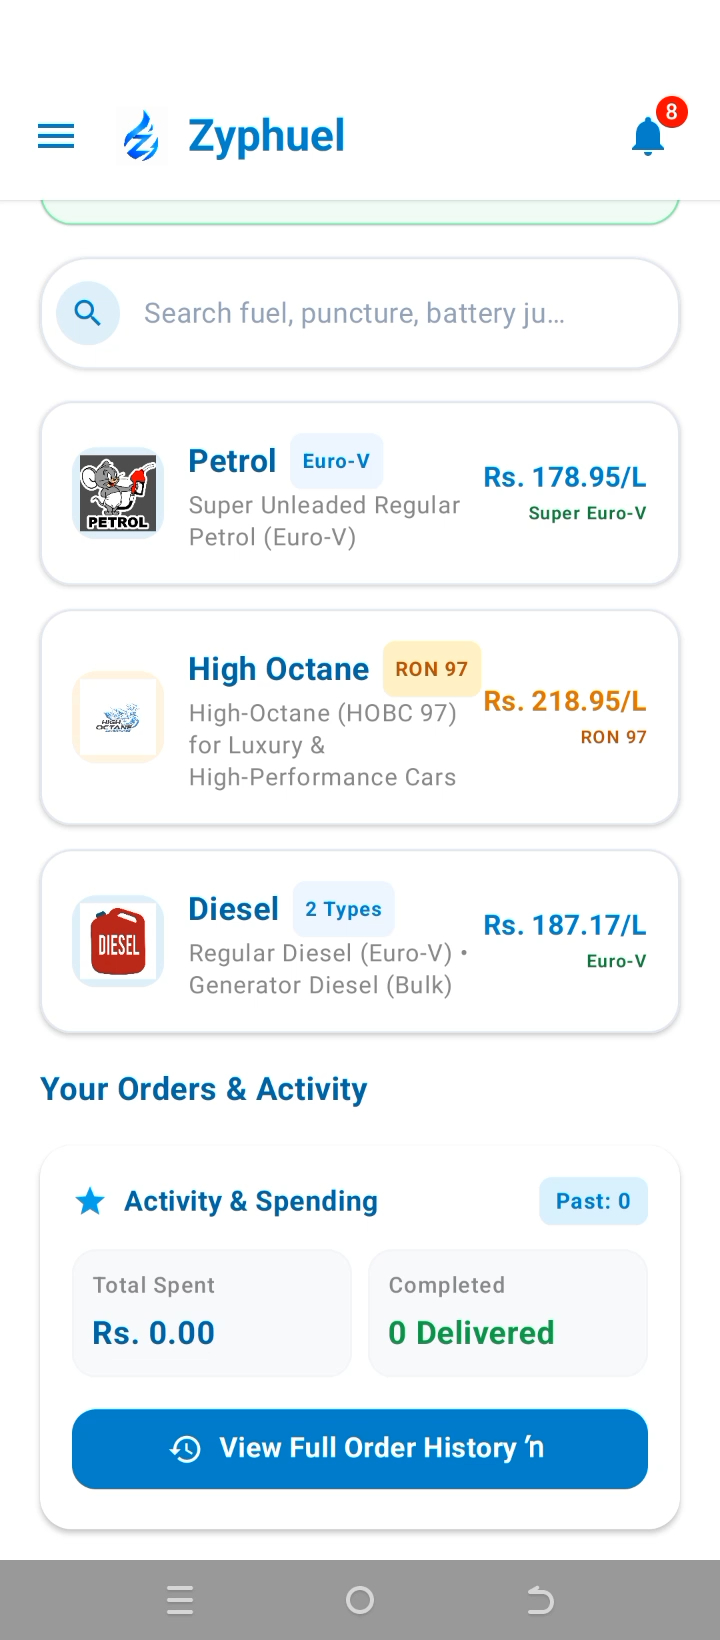 Zyphuel
8
Search fuel, puncture, battery ju...
PETROL
Petrol Euro-V
Super Unleaded Regular
Petrol (Euro-V)
Rs. 178.95/L
Super Euro-V
HIGH
OCTANE
High Octane RON 97
High-Octane (HOBC 97)
for Luxury &
High-Performance Cars
Rs. 218.95/L
RON 97
DIESEL
Diesel 2 Types
Regular Diesel (Euro-V) •
Generator Diesel (Bulk)
Rs. 187.17/L
Euro-V
Your Orders & Activity
Activity & Spending
Past: 0
Total Spent
Rs. 0.00
Completed
0 Delivered
View Full Order History ŉ